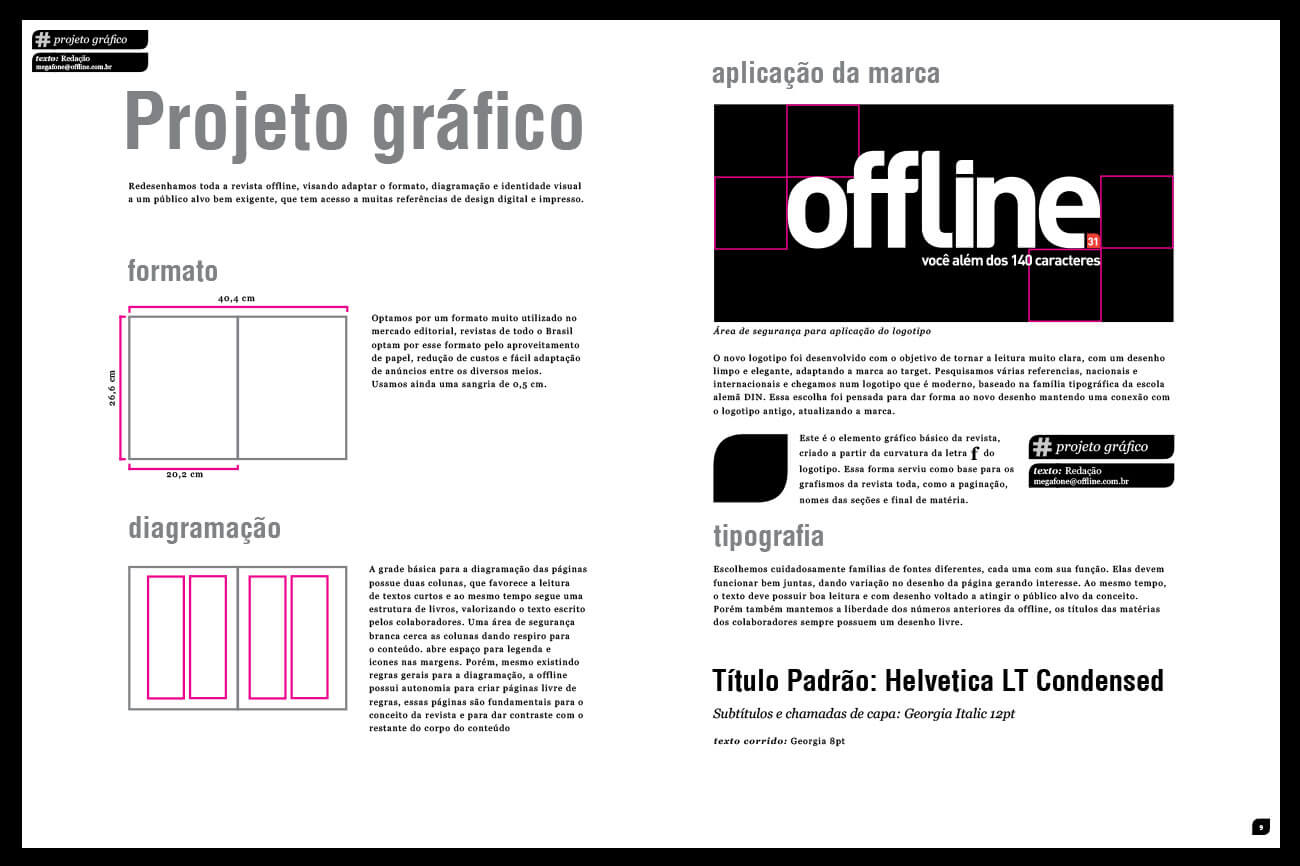 # projeto gráfico
texto: Redação
megafone@offline.com.br
Projeto gráfico
Redesenhamos toda a revista offline, visando adaptar o formato, diagramação e identidade visual
a um público alvo bem exigente, que tem acesso a muitas referências de design digital e impresso.
formato
40,4 cm
26,6 cm
20,2 cm
Optamos por um formato muito utilizado no
mercado editorial, revistas de todo o Brasil
optam por esse formato pelo aproveitamento
de papel, redução de custos e fácil adaptação
de anúncios entre os diversos meios.
Usamos ainda uma sangria de 0,5 cm.
diagramação
A grade básica para a diagramação das páginas
possue duas colunas, que favorece a leitura
de textos curtos e ao mesmo tempo segue uma
estrutura de livros, valorizando o texto escrito
pelos colaboradores. Uma área de segurança
branca cerca as colunas dando respiro para
o conteúdo. abre espaço para legenda e
icones nas margens. Porém, mesmo existindo
regras gerais para a diagramação, a offline
possui autonomia para criar páginas livre de
regras, essas páginas são fundamentais para o
conceito da revista e para dar contraste com o
restante do corpo do conteúdo
aplicação da marca
offline
31
você além dos 140 caracteres
Área de segurança para aplicação do logotipo
O novo logotipo foi desenvolvido com o objetivo de tornar a leitura muito clara, com um desenho
limpo e elegante, adaptando a marca ao target. Pesquisamos várias referencias, nacionais e
internacionais e chegamos num logotipo que é moderno, baseado na família tipográfica da escola
alemã DIN. Essa escolha foi pensada para dar forma ao novo desenho mantendo uma conexão com
o logotipo antigo, atualizando a marca.
Este é o elemento gráfico básico da revista,
criado a partir da curvatura da letra f do
logotipo. Essa forma serviu como base para os
grafismos da revista toda, como a paginação,
nomes das seções e final de matéria.
# projeto gráfico
texto: Redação
megafone@offline.com.br
tipografia
Escolhemos cuidadosamente famílias de fontes diferentes, cada uma com sua função. Elas devem
funcionar bem juntas, dando variação no desenho da página gerando interesse. Ao mesmo tempo,
o texto deve possuir boa leitura e com desenho voltado a atingir o público alvo da conceito.
Porém também mantemos a liberdade dos números anteriores da offline, os títulos das matérias
dos colaboradores sempre possuem um desenho livre.
Título Padrão: Helvetica LT Condensed
Subtítulos e chamadas de capa: Georgia Italic 12pt
texto corrido: Georgia 8pt
9